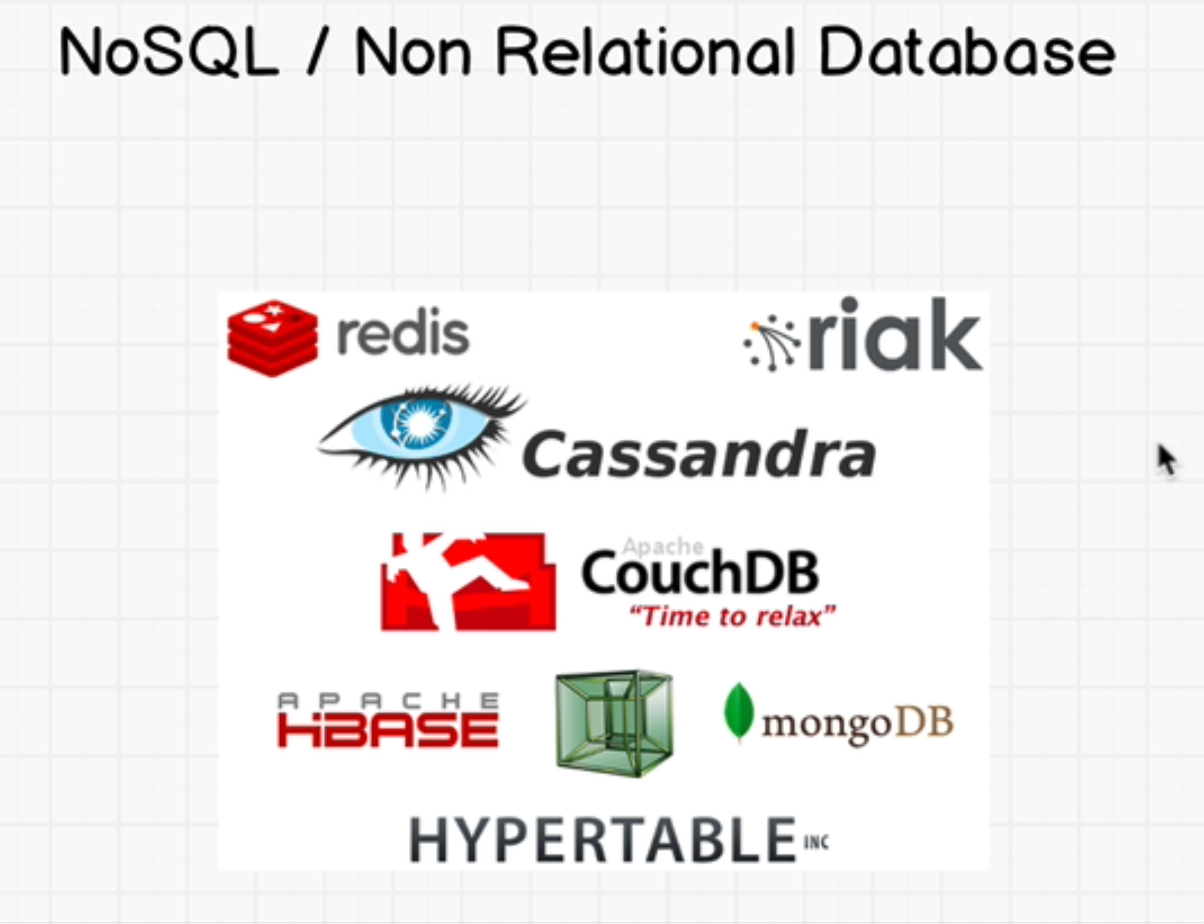 NoSQL / Non Relational Database
redis
riak
Cassandra
Apache
CouchDB
“Time to relax”
APACHE
HBASE
mongoDB
HYPERTABLE INC